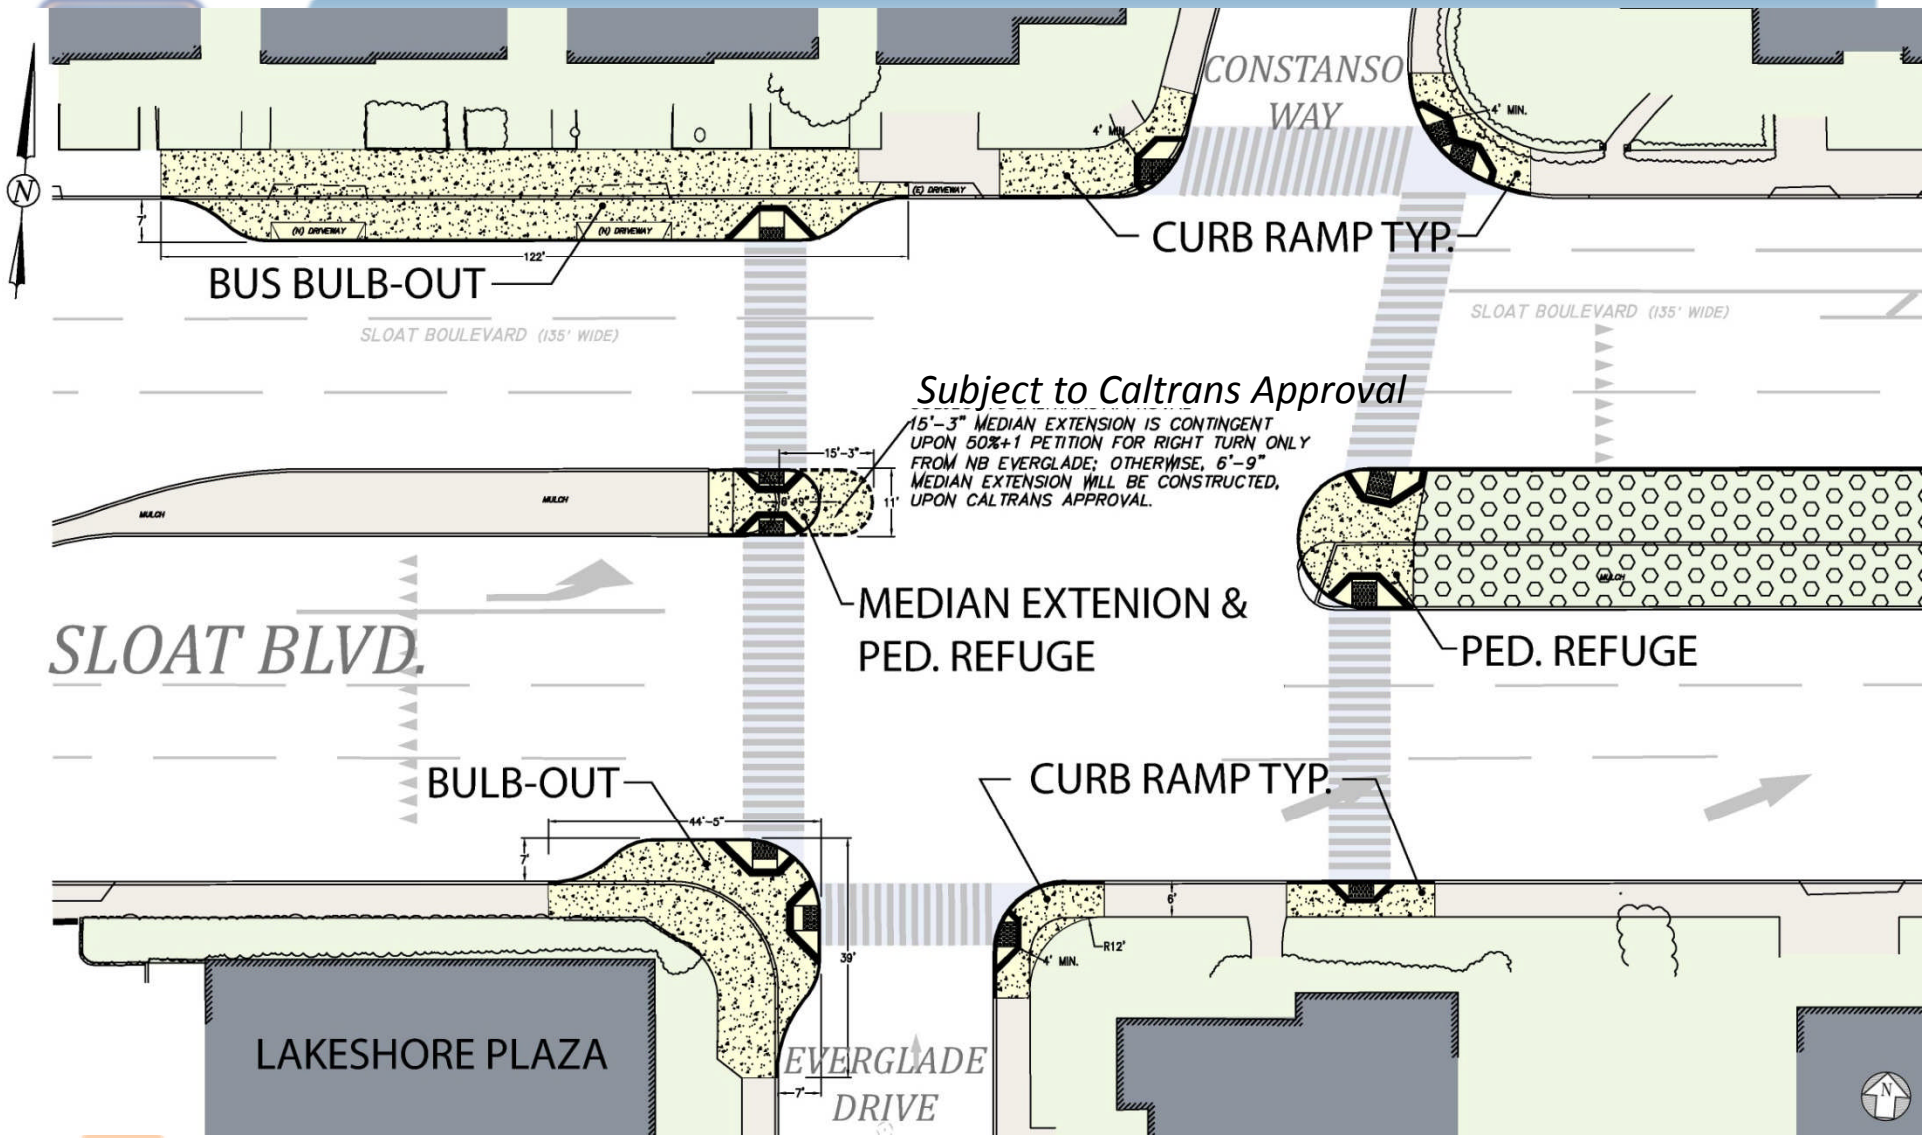 CONSTANSO
WAY
4' MIN.
4' MIN.
N
(E) DRIVEWAY
7'
(N) DRIVEWAY
(N) DRIVEWAY
122'
CURB RAMP TYP.
BUS BULB-OUT
SLOAT BOULEVARD (135' WIDE)
SLOAT BOULEVARD (135' WIDE)
Subject to Caltrans Approval
15'-3" MEDIAN EXTENSION IS CONTINGENT
UPON 50%+1 PETITION FOR RIGHT TURN ONLY
FROM NB EVERGLADE; OTHERWISE, 6'-9"
MEDIAN EXTENSION WILL BE CONSTRUCTED,
UPON CALTRANS APPROVAL.
15'-3"
6'-9"
11'
MULCH
MULCH
MULCH
MEDIAN EXTENION &
PED. REFUGE
PED. REFUGE
SLOAT BLVD.
BULB-OUT
CURB RAMP TYP.
44'-5"
7'
6'
R12'
4' MIN.
39'
LAKESHORE PLAZA
EVERGLADE
DRIVE
7'
N